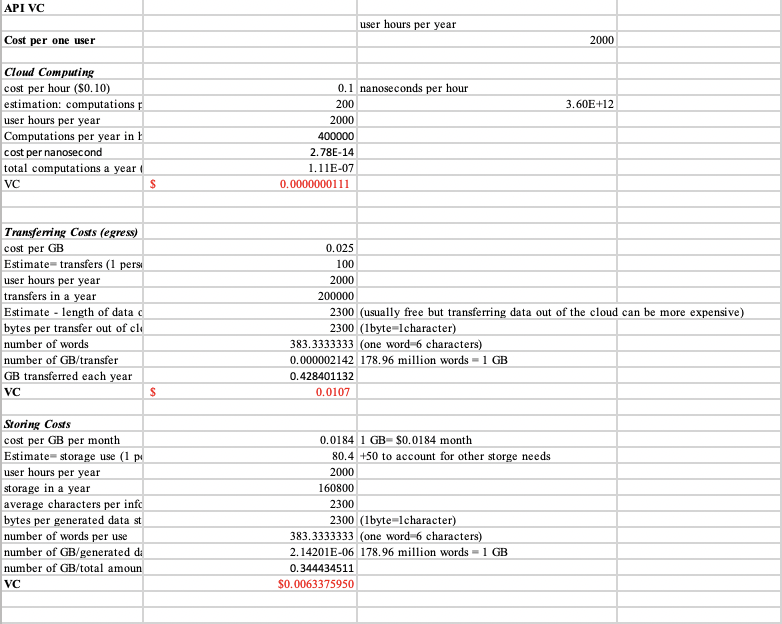 API VC
user hours per year
Cost per one user 2000
Cloud Computing
cost per hour ($0.10) 0.1 nanoseconds per hour
estimation: computations p 200 3.60E+12
user hours per year 2000
Computations per year in h 400000
cost per nanosecond 2.78E-14
total computations a year ( 1.11E-07
VC $ 0.0000000111
Transferring Costs (egress)
cost per GB 0.025
Estimate= transfers (1 perso 100
user hours per year 2000
transfers in a year 200000
Estimate - length of data o 2300 (usually free but transferring data out of the cloud can be more expensive)
bytes per transfer out of clo 2300 (1byte=1character)
number of words 383.3333333 (one word=6 characters)
number of GB/transfer 0.000002142 178.96 million words = 1 GB
GB transferred each year 0.428401132
VC $ 0.0107
Storing Costs
cost per GB per month 0.0184 1 GB= $0.0184 month
Estimate= storage use (1 pe 80.4 +50 to account for other storge needs
user hours per year 2000
storage in a year 160800
average characters per info 2300
bytes per generated data st 2300 (1byte=1character)
number of words per use 383.3333333 (one word=6 characters)
number of GB/generated da 2.14201E-06 178.96 million words = 1 GB
number of GB/total amoun 0.344434511
VC $0.0063375950